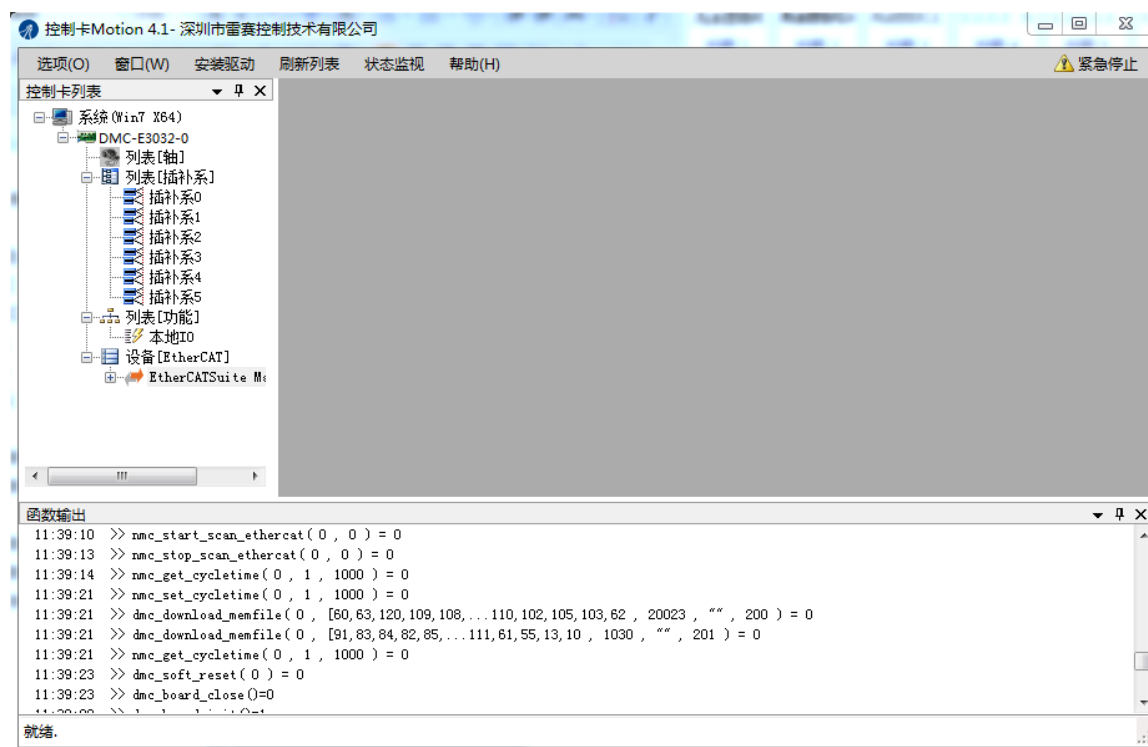 控制卡Motion 4.1- 深圳市雷赛控制技术有限公司
选项(O) 窗口(W) 安装驱动 刷新列表 状态监视 帮助(H) 紧急停止
控制卡列表
系统(Win7 X64)
DMC-E3032-0
列表[轴]
列表[插补系]
插补系0
插补系1
插补系2
插补系3
插补系4
插补系5
列表[功能]
本地IO
设备[EtherCAT]
EtherCATSuite
函数输出
11:39:10 >> nmc_start_scan_ethercat( 0 , 0 ) = 0
11:39:13 >> nmc_stop_scan_ethercat( 0 , 0 ) = 0
11:39:14 >> nmc_get_cycletime( 0 , 1 , 1000 ) = 0
11:39:21 >> nmc_set_cycletime( 0 , 1 , 1000 ) = 0
11:39:21 >> dmc_download_memfile( 0 , [60,63,120,109,108,...110,102,105,103,62 , 20023 , "" , 200 ) = 0
11:39:21 >> dmc_download_memfile( 0 , [91,83,84,82,85,...111,61,55,13,10 , 1030 , "" , 201 ) = 0
11:39:21 >> nmc_get_cycletime( 0 , 1 , 1000 ) = 0
11:39:23 >> dmc_soft_reset( 0 ) = 0
11:39:23 >> dmc_board_close()=0
就绪.